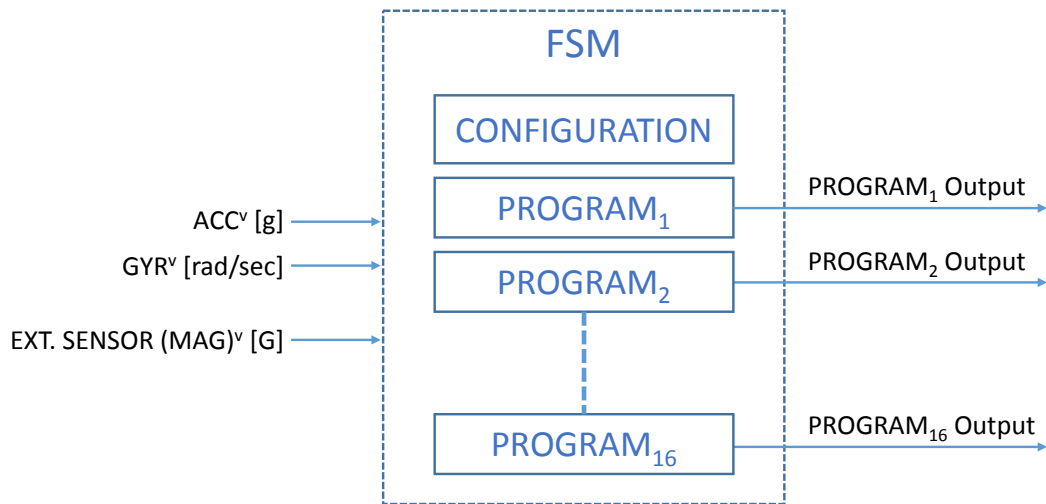 FSM
CONFIGURATION
PROGRAM₁
PROGRAM₁ Output
ACCᵛ [g]
GYRᵛ [rad/sec]
PROGRAM₂
PROGRAM₂ Output
EXT. SENSOR (MAG)ᵛ [G]
PROGRAM₁₆
PROGRAM₁₆ Output